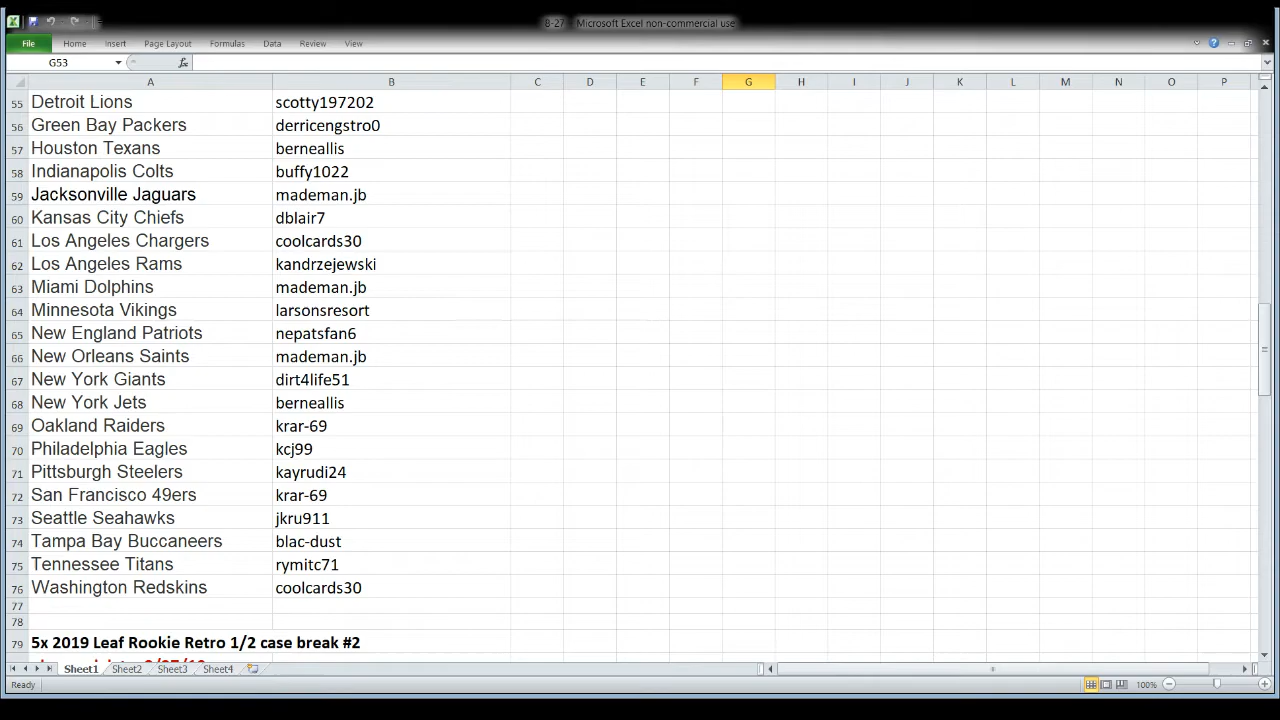 8-27 - Microsoft Excel non-commercial use
File Home Insert Page Layout Formulas Data Review View
G53 fx
A B C D E F G H I J K L M N O P
55 Detroit Lions scotty197202
56 Green Bay Packers derricengstro0
57 Houston Texans berneallis
58 Indianapolis Colts buffy1022
59 Jacksonville Jaguars mademan.jb
60 Kansas City Chiefs dblair7
61 Los Angeles Chargers coolcards30
62 Los Angeles Rams kandrzejewski
63 Miami Dolphins mademan.jb
64 Minnesota Vikings larsonsresort
65 New England Patriots nepatsfan6
66 New Orleans Saints mademan.jb
67 New York Giants dirt4life51
68 New York Jets berneallis
69 Oakland Raiders krar-69
70 Philadelphia Eagles kcj99
71 Pittsburgh Steelers kayrudi24
72 San Francisco 49ers krar-69
73 Seattle Seahawks jkru911
74 Tampa Bay Buccaneers blac-dust
75 Tennessee Titans rymitc71
76 Washington Redskins coolcards30
77
78
79 5x 2019 Leaf Rookie Retro 1/2 case break #2
Sheet1 Sheet2 Sheet3 Sheet4
Ready 100%